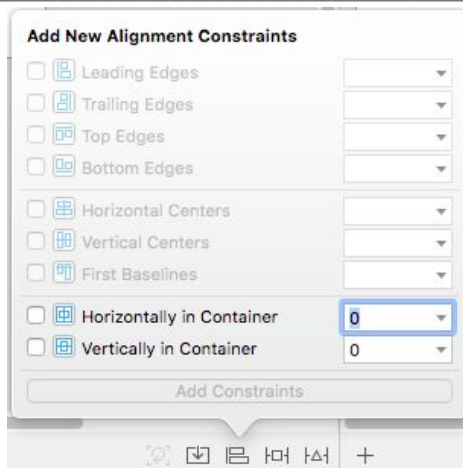 Add New Alignment Constraints
Leading Edges
Trailing Edges
Top Edges
Bottom Edges
Horizontal Centers
Vertical Centers
First Baselines
Horizontally in Container 0
Vertically in Container 0
Add Constraints